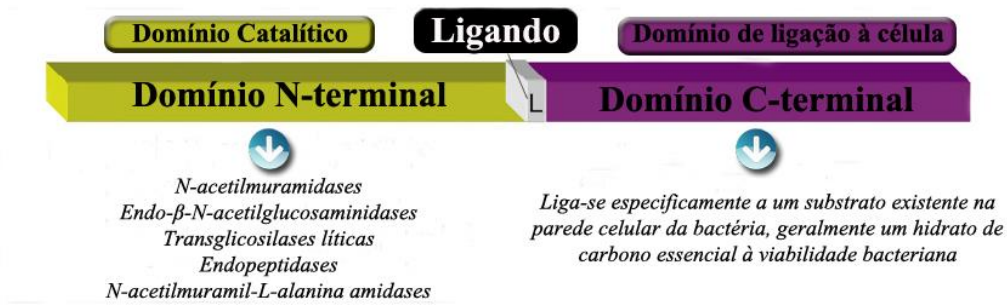 Domínio Catalítico
Ligando
Domínio de ligação à célula
Domínio N-terminal
L
Domínio C-terminal
N-acetilmuramidases
Endo-β-N-acetilglucosaminidases
Transglicosilases líticas
Endopeptidases
N-acetilmuramil-L-alanina amidases
Liga-se especificamente a um substrato existente na
parede celular da bactéria, geralmente um hidrato de
carbono essencial à viabilidade bacteriana